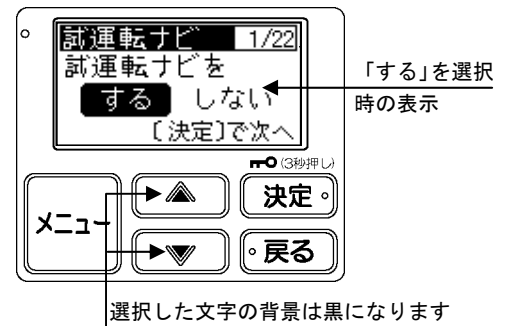 試運転ナビ 1/22
試運転ナビを
する しない
〔決定〕で次へ
「する」を選択
時の表示
(3秒押し)
メニュー
決定
戻る
選択した文字の背景は黒になります